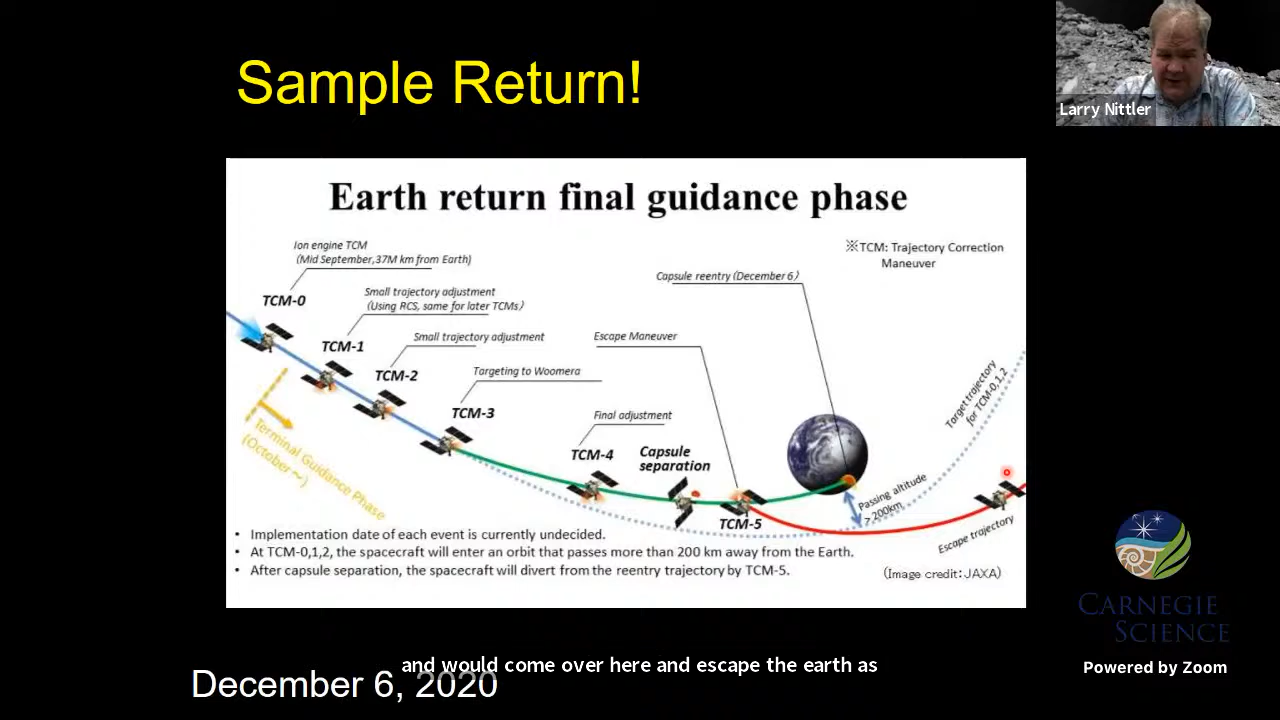 Sample Return!
Larry Nittler
Earth return final guidance phase
Ion engine TCM
(Mid September,37M km from Earth)
※TCM: Trajectory Correction
Maneuver
TCM-0
Capsule reentry (December 6)
Small trajectory adjustment
(Using RCS, same for later TCMs)
TCM-1
Small trajectory adjustment
Escape Maneuver
TCM-2
Targeting to Woomera
TCM-3
Final adjustment
TCM-4
Capsule
separation
TCM-5
Terminal Guidance Phase
(October ~)
Target trajectory
for TCM-0,1,2
Passing altitude
> 200km
Escape trajectory
• Implementation date of each event is currently undecided.
• At TCM-0,1,2, the spacecraft will enter an orbit that passes more than 200 km away from the Earth.
• After capsule separation, the spacecraft will divert from the reentry trajectory by TCM-5.
(Image credit: JAXA)
CARNEGIE
SCIENCE
Powered by Zoom
and would come over here and escape the earth as
December 6, 2020